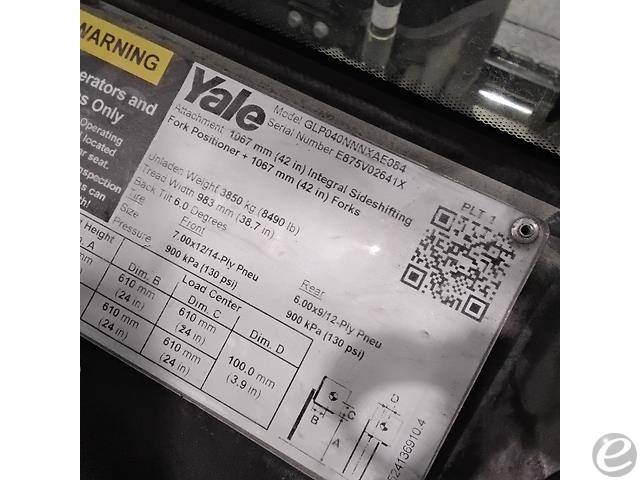 WARNING
erators and
s Only
Operating
r seat.
nspection
can
th!
Yale
Model GLP040NNNXAE084
Serial Number E875V02641X
Attachment 1067 mm (42 in) Integral Sideshifting
Fork Positioner + 1067 mm (42 in) Forks
Unladen Weight 3850 kg (8490 lb)
Tread Width 983 mm (38.7 in)
Back Tilt 6.0 Degrees
Front Rear
Size 7.00x12/14-Ply Pneu 6.00x9/12-Ply Pneu
Pressure 900 kPa (130 psi) 900 kPa (130 psi)
PLT 1
Height Load Center
m. A Dim. B Dim. C Dim. D
610 mm 610 mm 100.0 mm
(24 in) (24 in) (3.9 in)
610 mm 610 mm
(24 in) (24 in)
B C A D
524136910.4
e